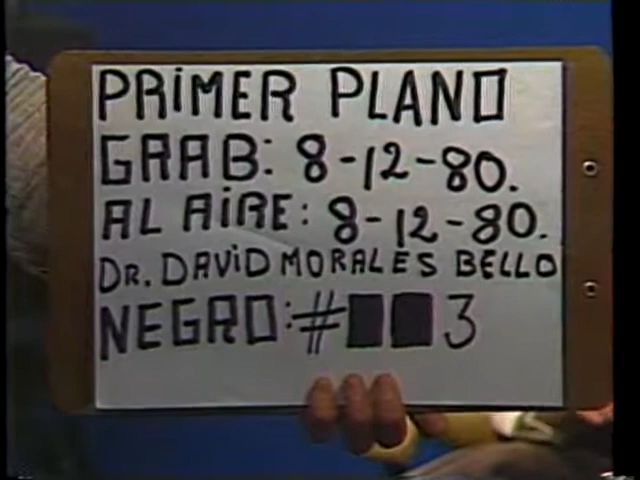 PRiMER PLANO
GRAB: 8-12-80.
AL AiRE: 8-12-80.
DR. DAViD MORALES BELLO
NEGRO: # 3